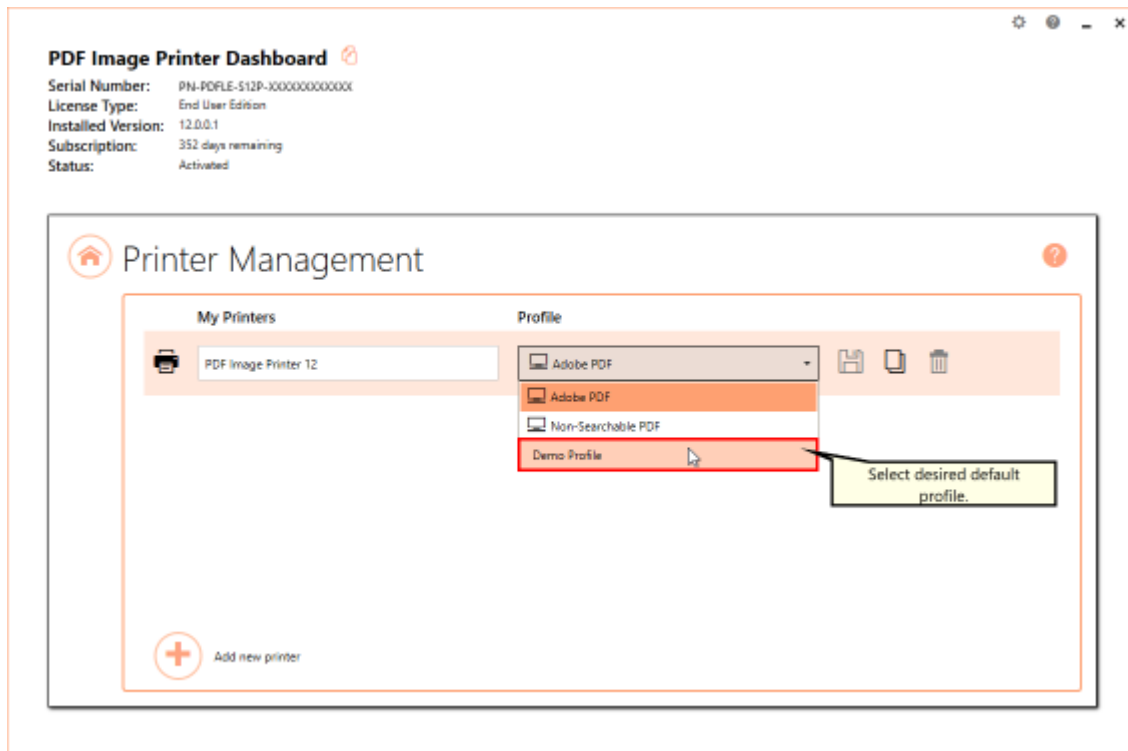 PDF Image Printer Dashboard
Serial Number: PN-PDFLE-S12P-XXXXXXXXXXXX
License Type: End User Edition
Installed Version: 12.0.0.1
Subscription: 352 days remaining
Status: Activated
Printer Management
My Printers Profile
PDF Image Printer 12 Adobe PDF
Adobe PDF
Non-Searchable PDF
Demo Profile
Select desired default
profile.
Add new printer